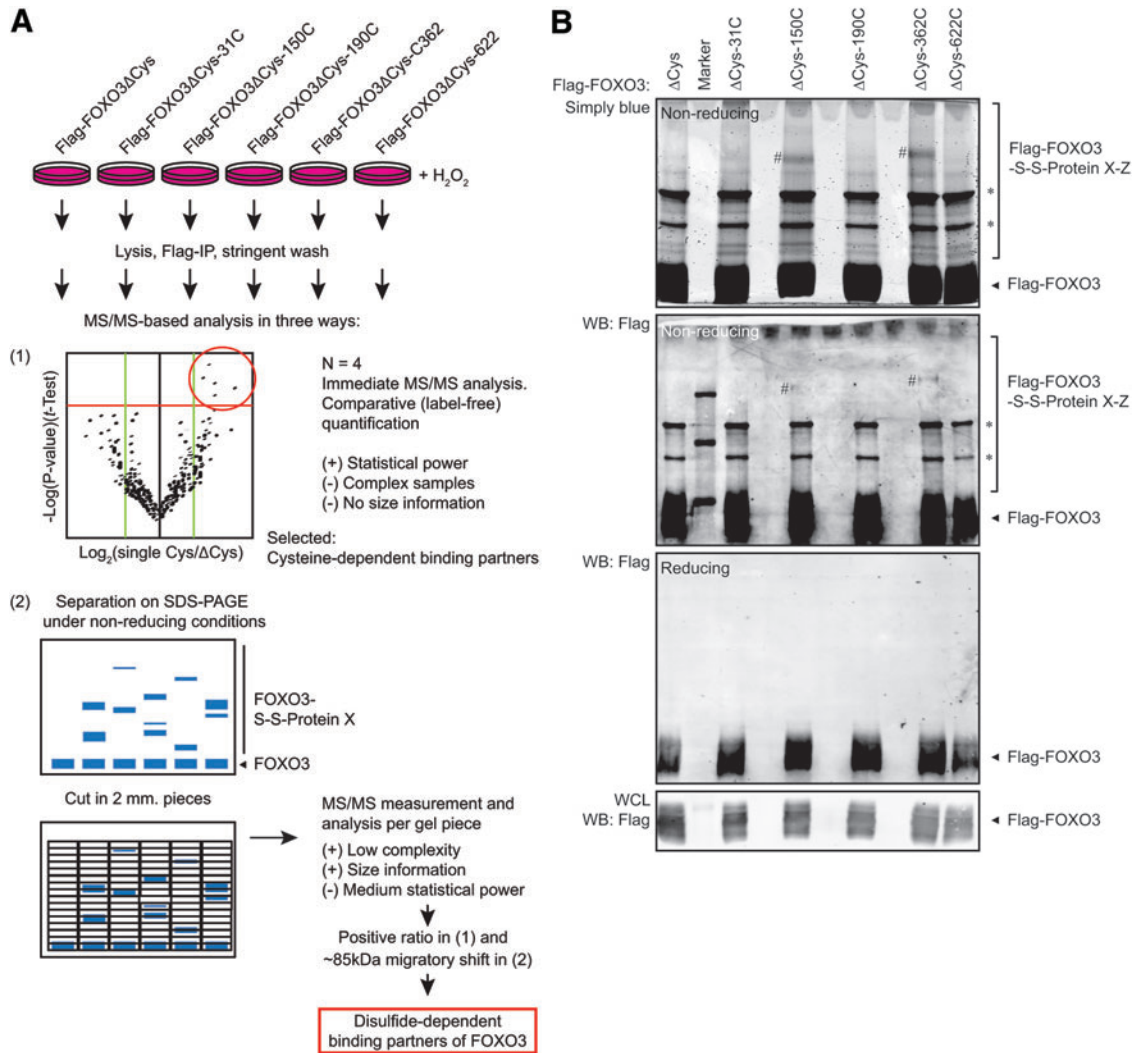 A
Flag-FOXO3ΔCys
Flag-FOXO3ΔCys-31C
Flag-FOXO3ΔCys-150C
Flag-FOXO3ΔCys-190C
Flag-FOXO3ΔCys-C362
Flag-FOXO3ΔCys-622
+ H2O2
Lysis, Flag-IP, stringent wash
MS/MS-based analysis in three ways:
(1)
-Log(P-value)(t-Test)
Log2(single Cys/ΔCys)
N = 4
Immediate MS/MS analysis.
Comparative (label-free)
quantification
(+) Statistical power
(-) Complex samples
(-) No size information
Selected:
Cysteine-dependent binding partners
(2)
Separation on SDS-PAGE
under non-reducing conditions
FOXO3-
S-S-Protein X
FOXO3
Cut in 2 mm. pieces
MS/MS measurement and
analysis per gel piece
(+) Low complexity
(+) Size information
(-) Medium statistical power
Positive ratio in (1) and
~85kDa migratory shift in (2)
Disulfide-dependent
binding partners of FOXO3
B
Flag-FOXO3:
ΔCys
Marker
ΔCys-31C
ΔCys-150C
ΔCys-190C
ΔCys-362C
ΔCys-622C
Simply blue
Non-reducing
#
#
Flag-FOXO3
-S-S-Protein X-Z
*
*
Flag-FOXO3
WB: Flag
Non-reducing
#
#
Flag-FOXO3
-S-S-Protein X-Z
*
*
Flag-FOXO3
WB: Flag
Reducing
Flag-FOXO3
WCL
WB: Flag
Flag-FOXO3